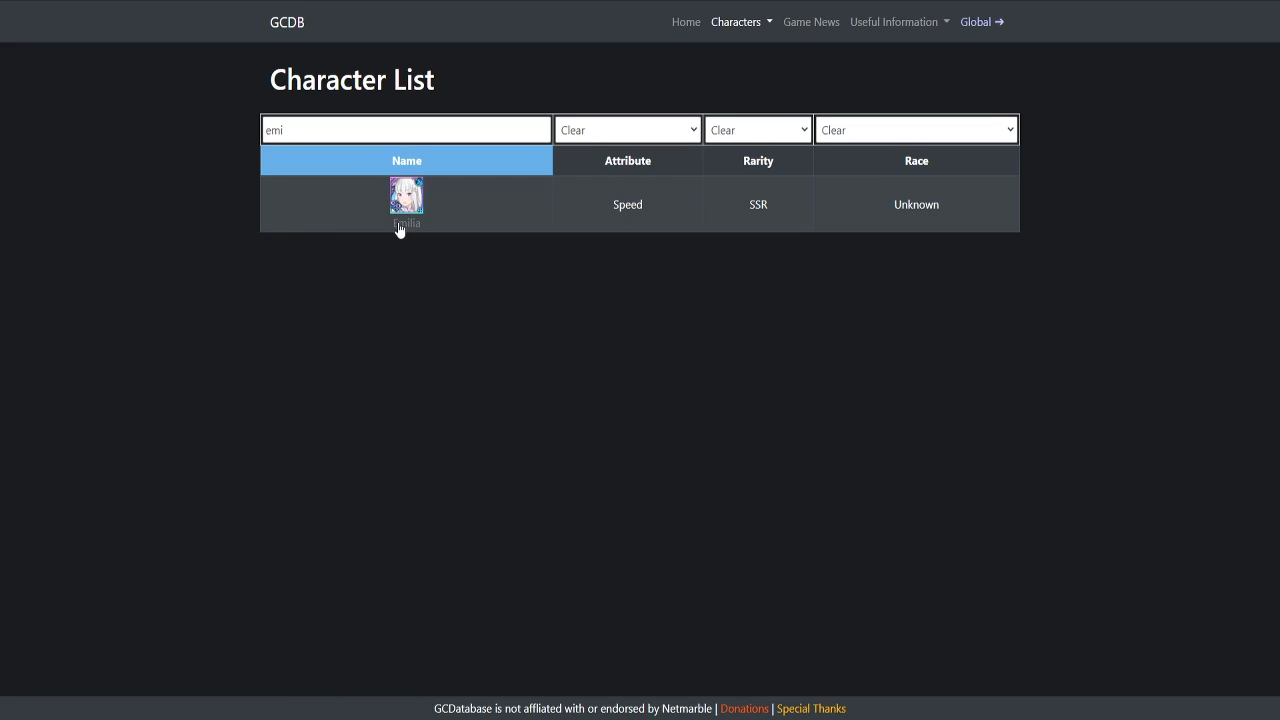 GCDB
Home Characters Game News Useful Information Global →
Character List
emi Clear Clear Clear
Name Attribute Rarity Race
Emilia Speed SSR Unknown
GCDatabase is not affliated with or endorsed by Netmarble | Donations | Special Thanks